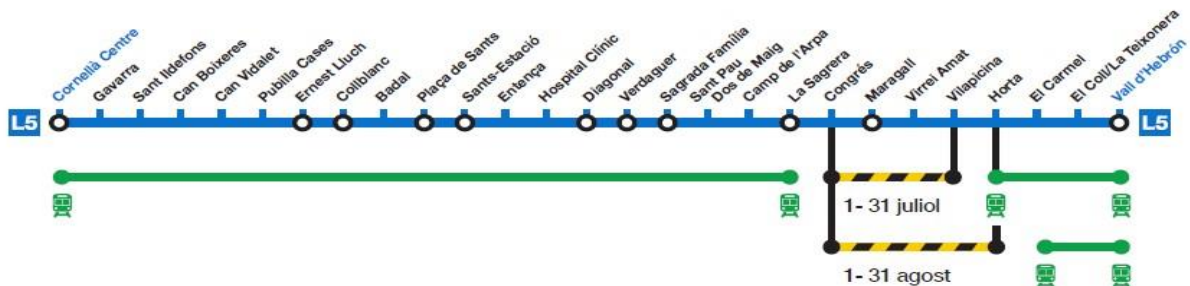 Cornellà Centre
Gavarra
Sant Ildefons
Can Boixeres
Can Vidalet
Pubilla Cases
Ernest Lluch
Collblanc
Badal
Plaça de Sants
Sants-Estació
Entença
Hospital Clínic
Diagonal
Verdaguer
Sagrada Família
Sant Pau
Dos de Maig
Camp de l'Arpa
La Sagrera
Congrés
Maragall
Virrei Amat
Vilapicina
Horta
El Carmel
El Coll/La Teixonera
Vall d'Hebrón
L5
L5
1- 31 juliol
1- 31 agost